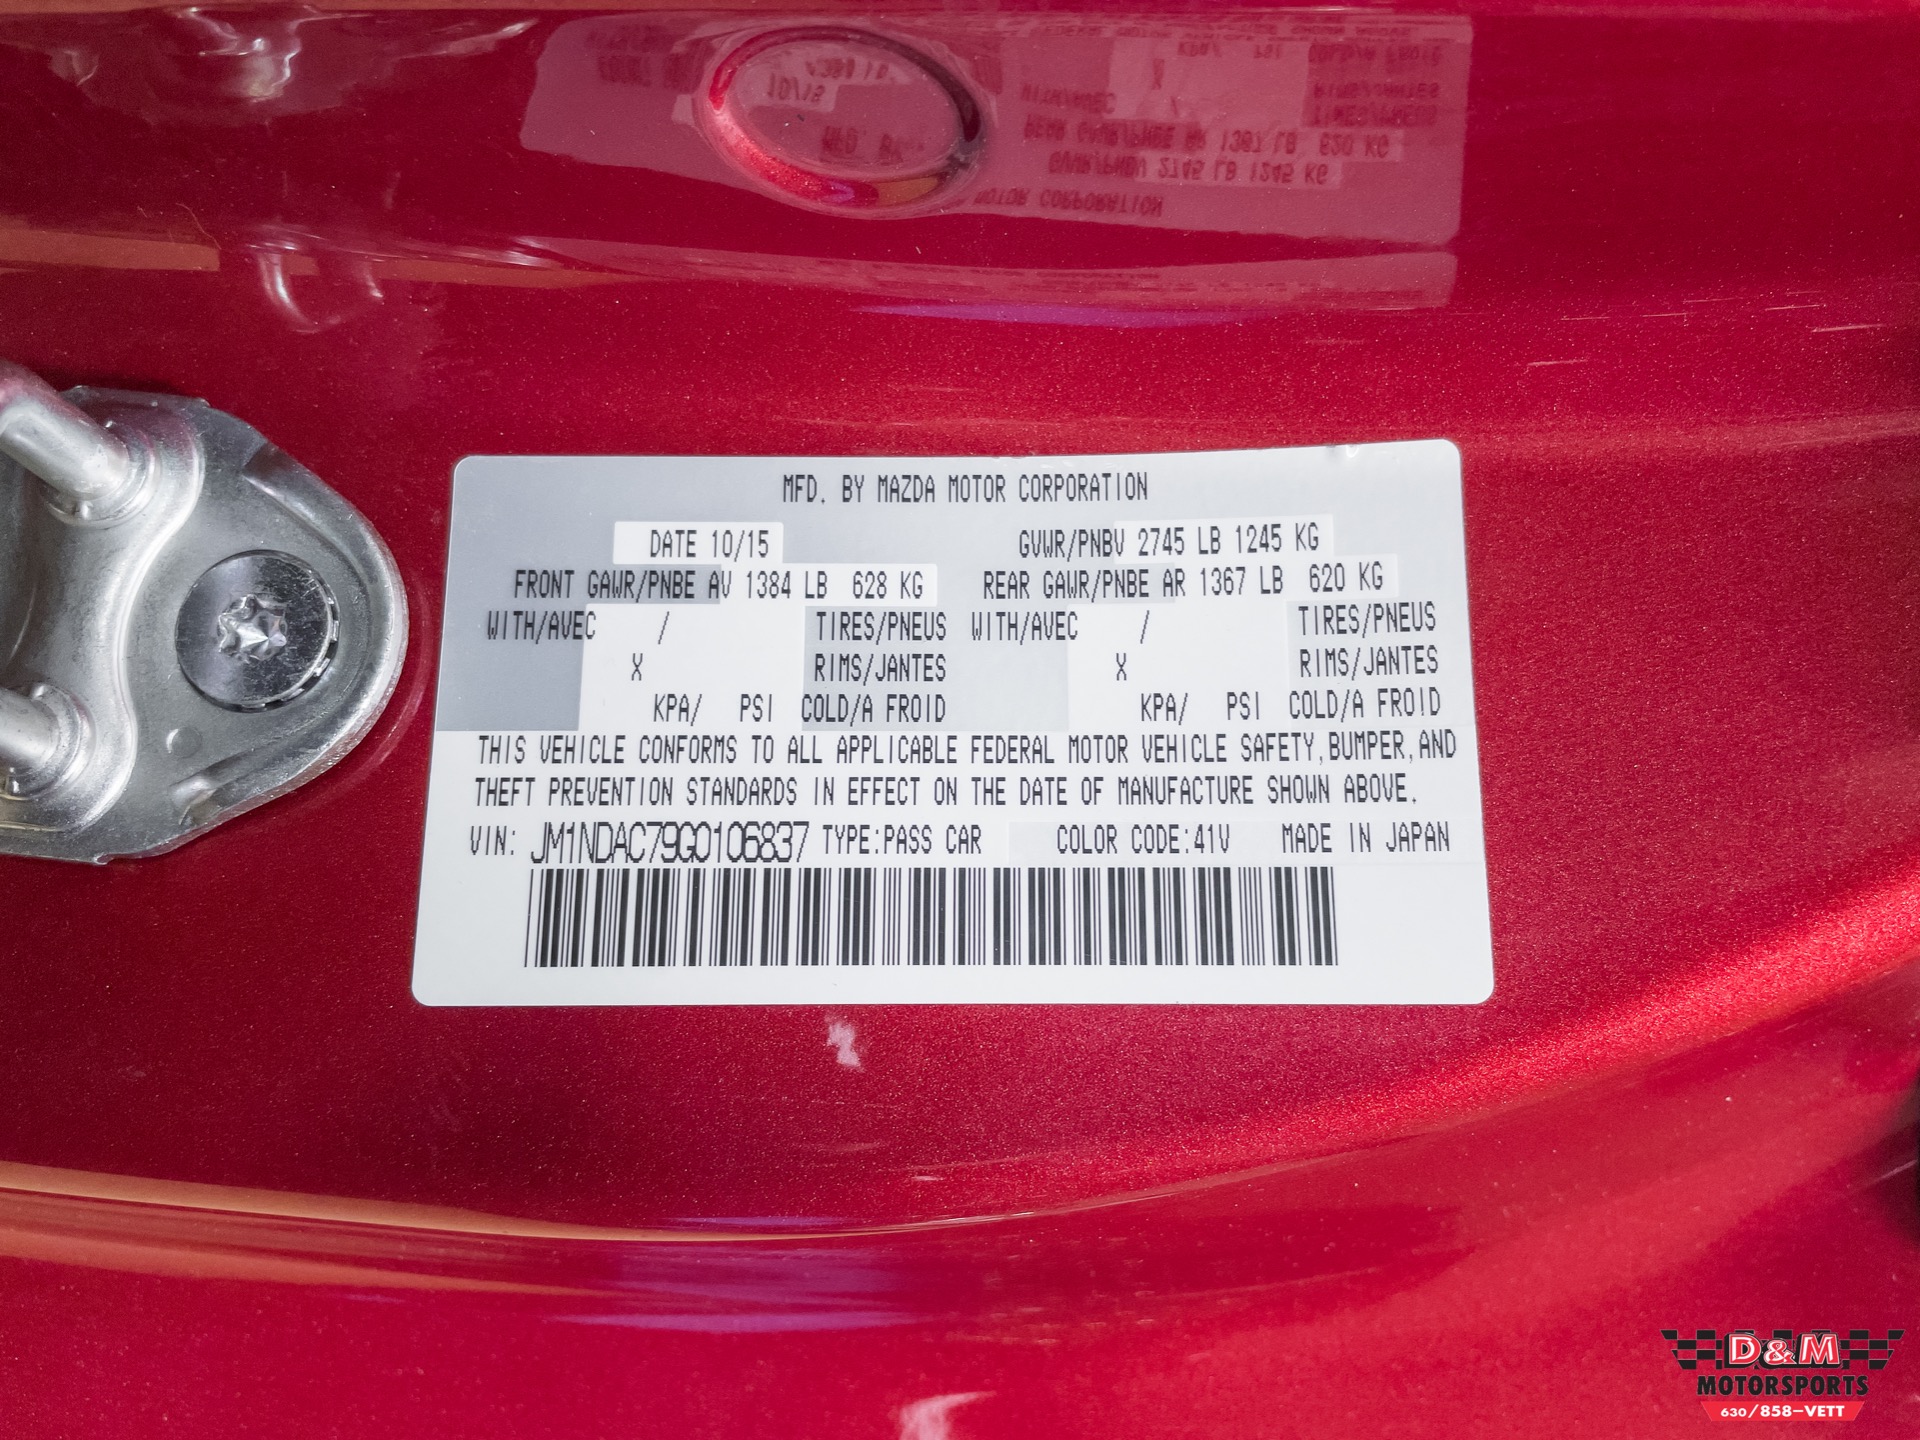 MFD. BY MAZDA MOTOR CORPORATION
DATE 10/15 GVWR/PNBV 2745 LB 1245 KG
FRONT GAWR/PNBE AV 1384 LB 628 KG REAR GAWR/PNBE AR 1367 LB 620 KG
WITH/AVEC / TIRES/PNEUS WITH/AVEC / TIRES/PNEUS
X RIMS/JANTES X RIMS/JANTES
KPA/ PSI COLD/A FROID KPA/ PSI COLD/A FROID
THIS VEHICLE CONFORMS TO ALL APPLICABLE FEDERAL MOTOR VEHICLE SAFETY,BUMPER,AND
THEFT PREVENTION STANDARDS IN EFFECT ON THE DATE OF MANUFACTURE SHOWN ABOVE.
VIN: JM1NDAC79G0106837 TYPE:PASS CAR COLOR CODE:41V MADE IN JAPAN
D&M
MOTORSPORTS
630/858-VETT